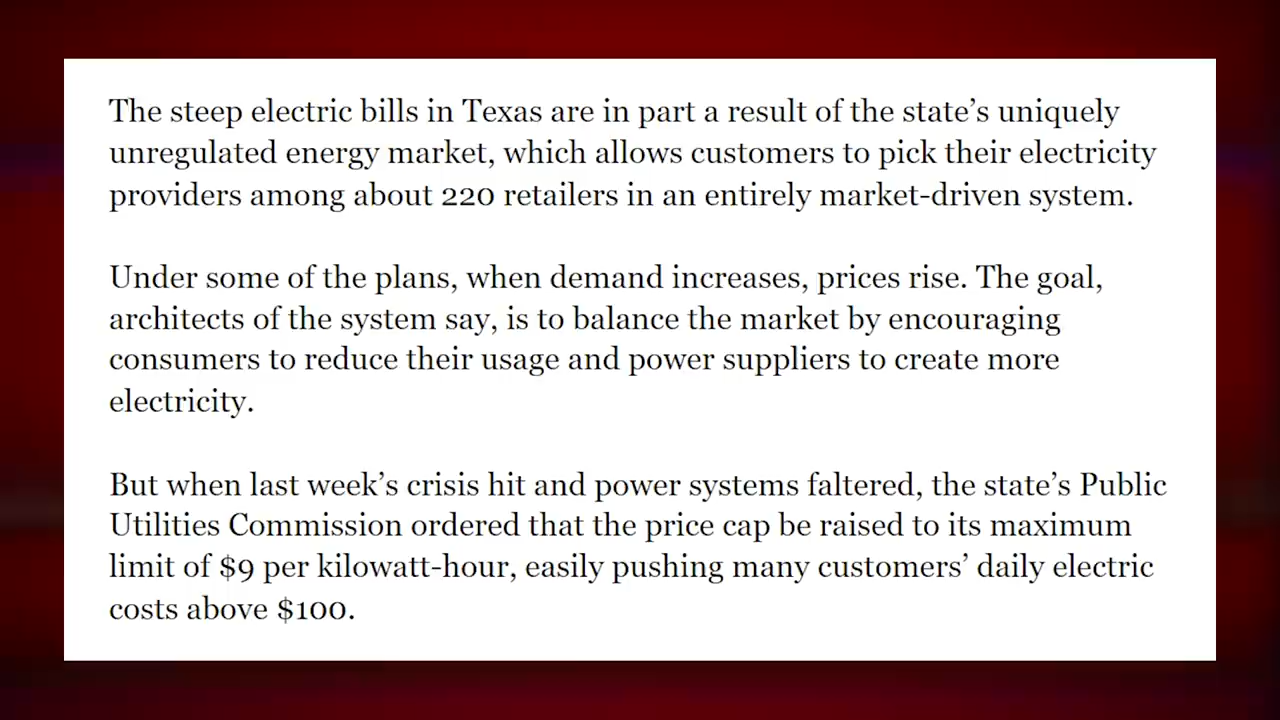 The steep electric bills in Texas are in part a result of the state’s uniquely
unregulated energy market, which allows customers to pick their electricity
providers among about 220 retailers in an entirely market-driven system.
Under some of the plans, when demand increases, prices rise. The goal,
architects of the system say, is to balance the market by encouraging
consumers to reduce their usage and power suppliers to create more
electricity.
But when last week’s crisis hit and power systems faltered, the state’s Public
Utilities Commission ordered that the price cap be raised to its maximum
limit of $9 per kilowatt-hour, easily pushing many customers’ daily electric
costs above $100.